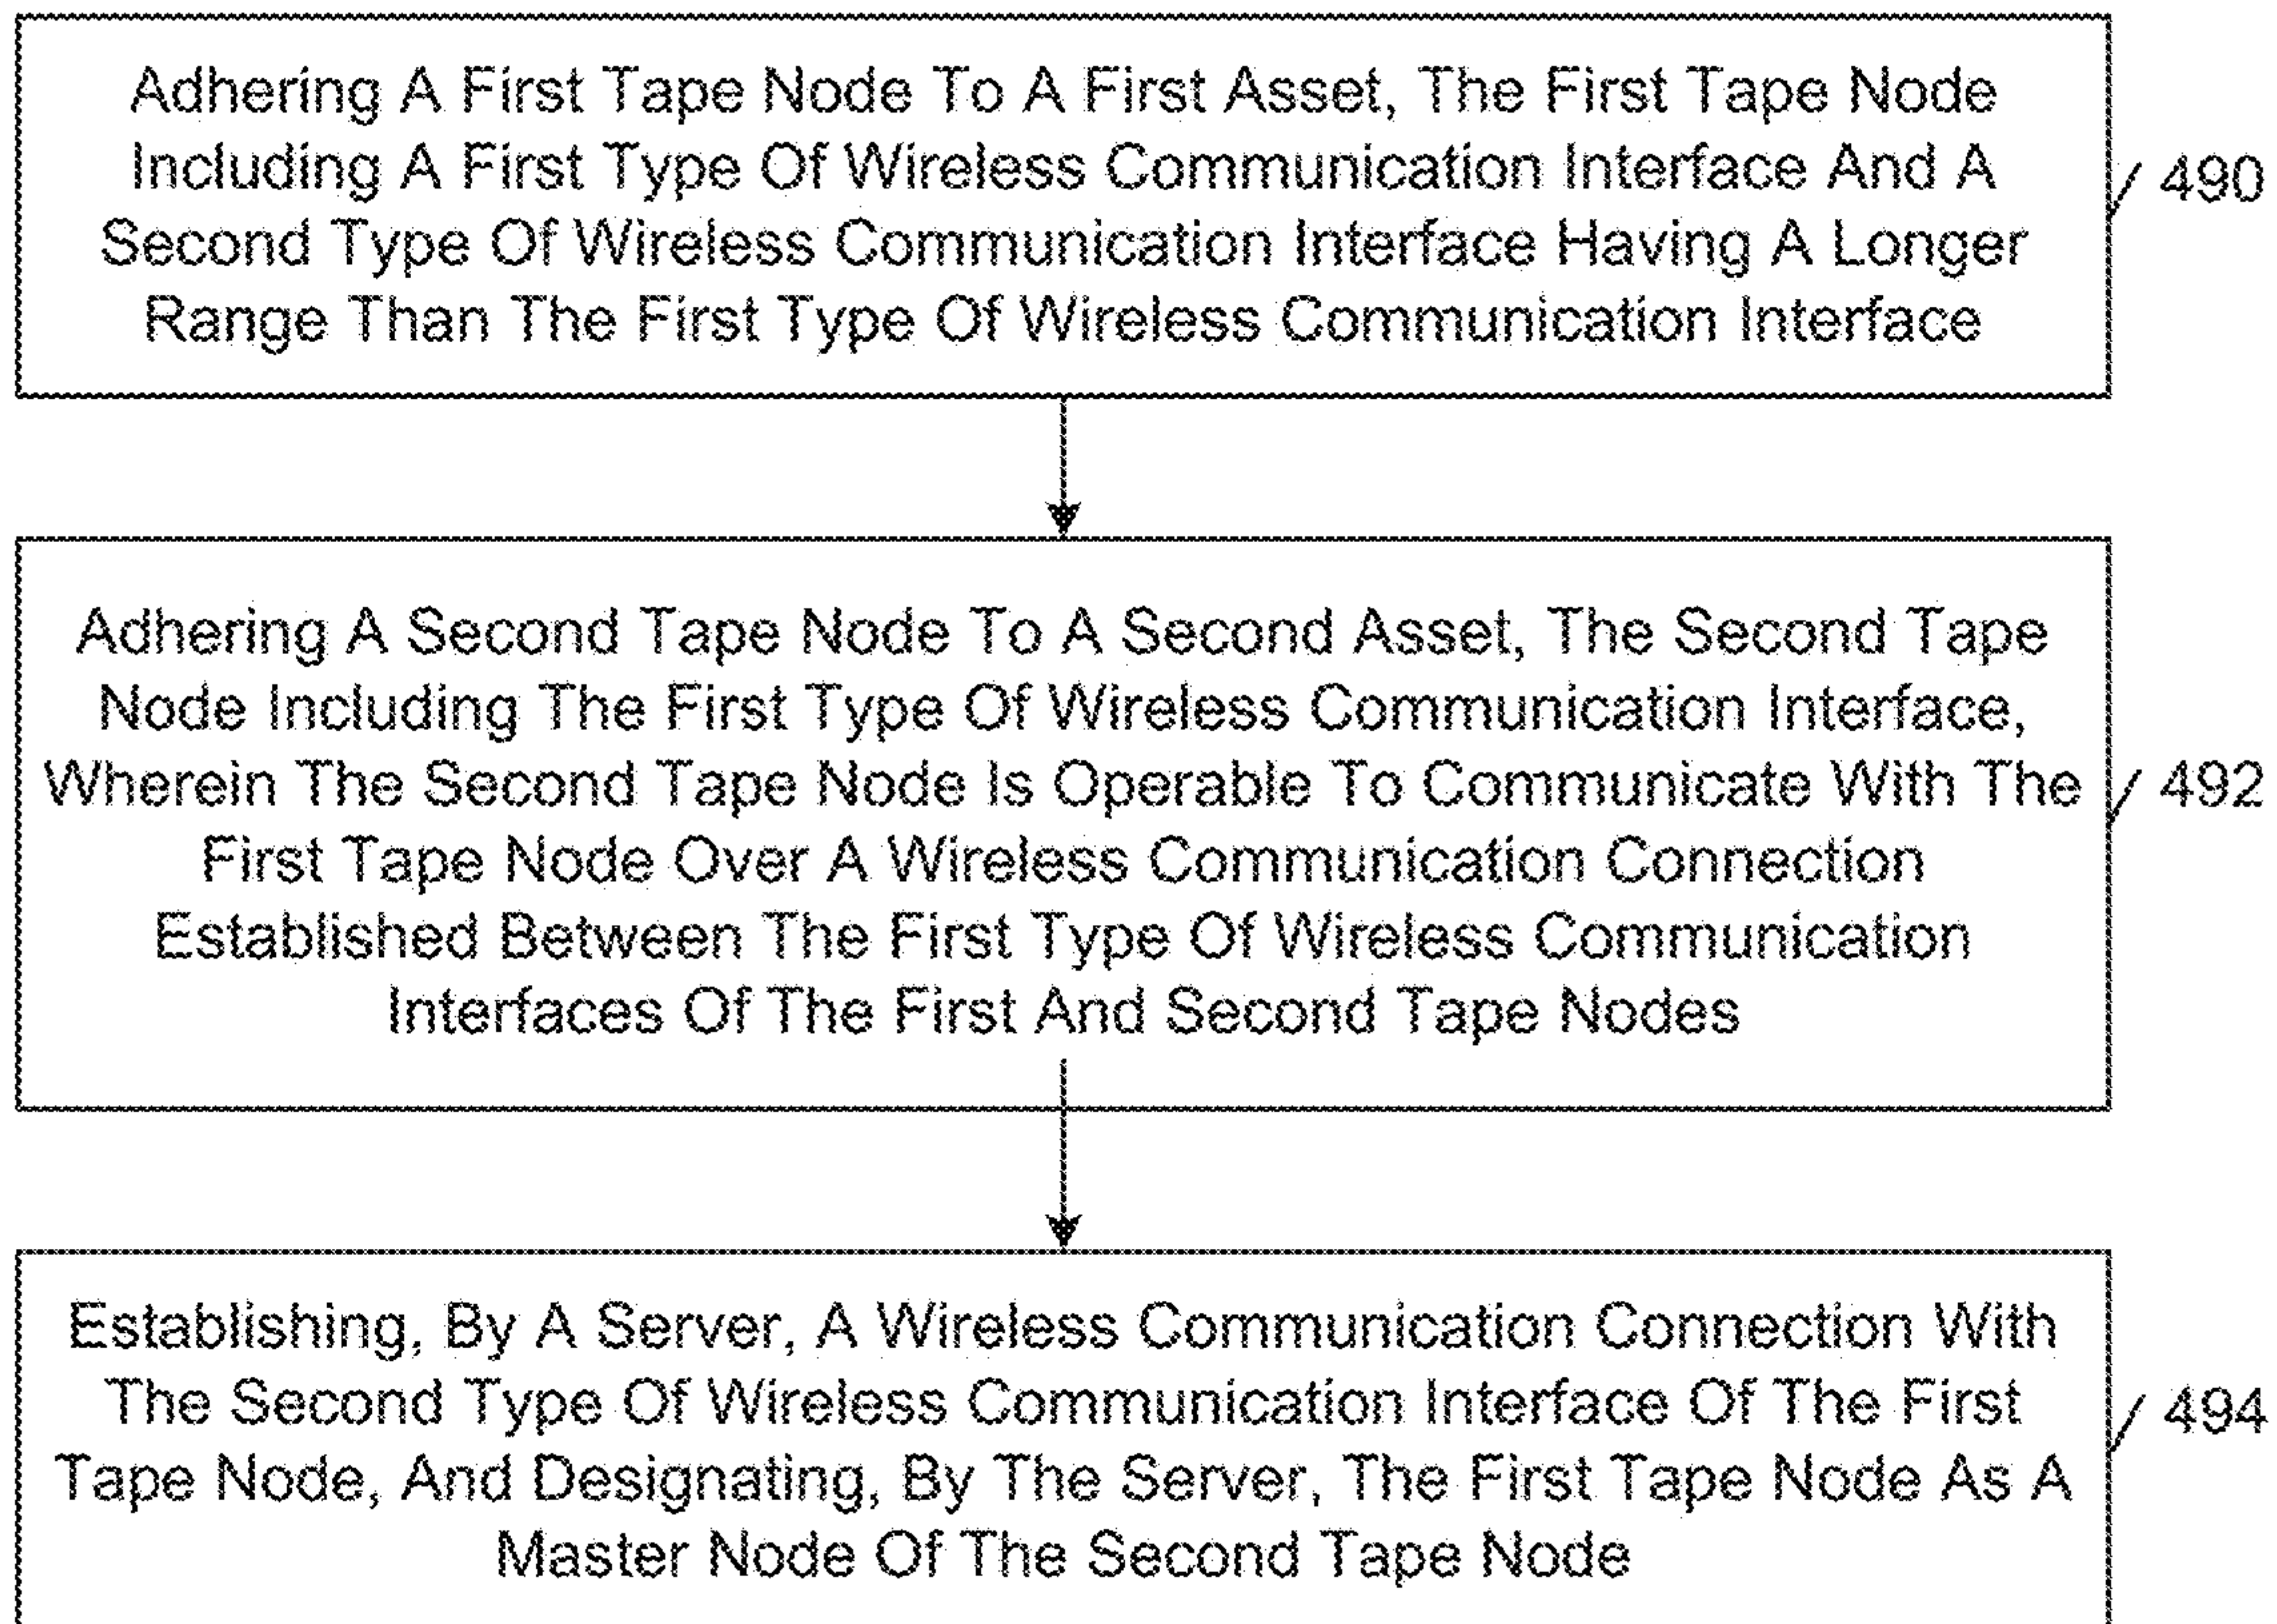 Adhering A First Tape Node To A First Asset, The First Tape Node
Including A First Type Of Wireless Communication Interface And A
Second Type Of Wireless Communication Interface Having A Longer
Range Than The First Type Of Wireless Communication Interface
490
Adhering A Second Tape Node To A Second Asset, The Second Tape
Node Including The First Type Of Wireless Communication Interface,
Wherein The Second Tape Node Is Operable To Communicate With The
First Tape Node Over A Wireless Communication Connection
Established Between The First Type Of Wireless Communication
Interfaces Of The First And Second Tape Nodes
492
Establishing, By A Server, A Wireless Communication Connection With
The Second Type Of Wireless Communication Interface Of The First
Tape Node, And Designating, By The Server, The First Tape Node As A
Master Node Of The Second Tape Node
494